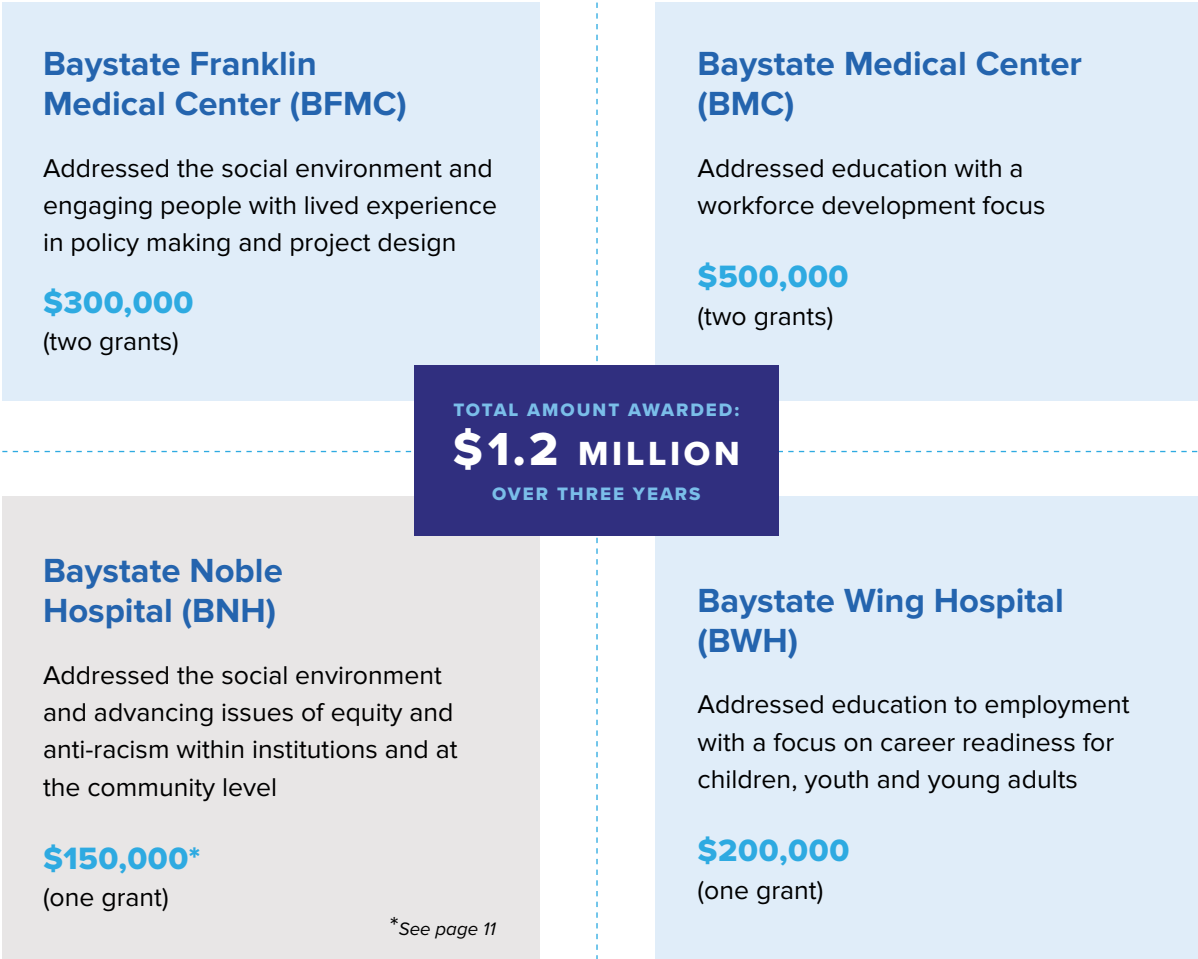 Baystate Franklin
Medical Center (BFMC)
Addressed the social environment and
engaging people with lived experience
in policy making and project design
$300,000
(two grants)
Baystate Medical Center
(BMC)
Addressed education with a
workforce development focus
$500,000
(two grants)
TOTAL AMOUNT AWARDED:
$1.2 MILLION
OVER THREE YEARS
Baystate Noble
Hospital (BNH)
Addressed the social environment
and advancing issues of equity and
anti-racism within institutions and at
the community level
$150,000*
(one grant)
*See page 11
Baystate Wing Hospital
(BWH)
Addressed education to employment
with a focus on career readiness for
children, youth and young adults
$200,000
(one grant)